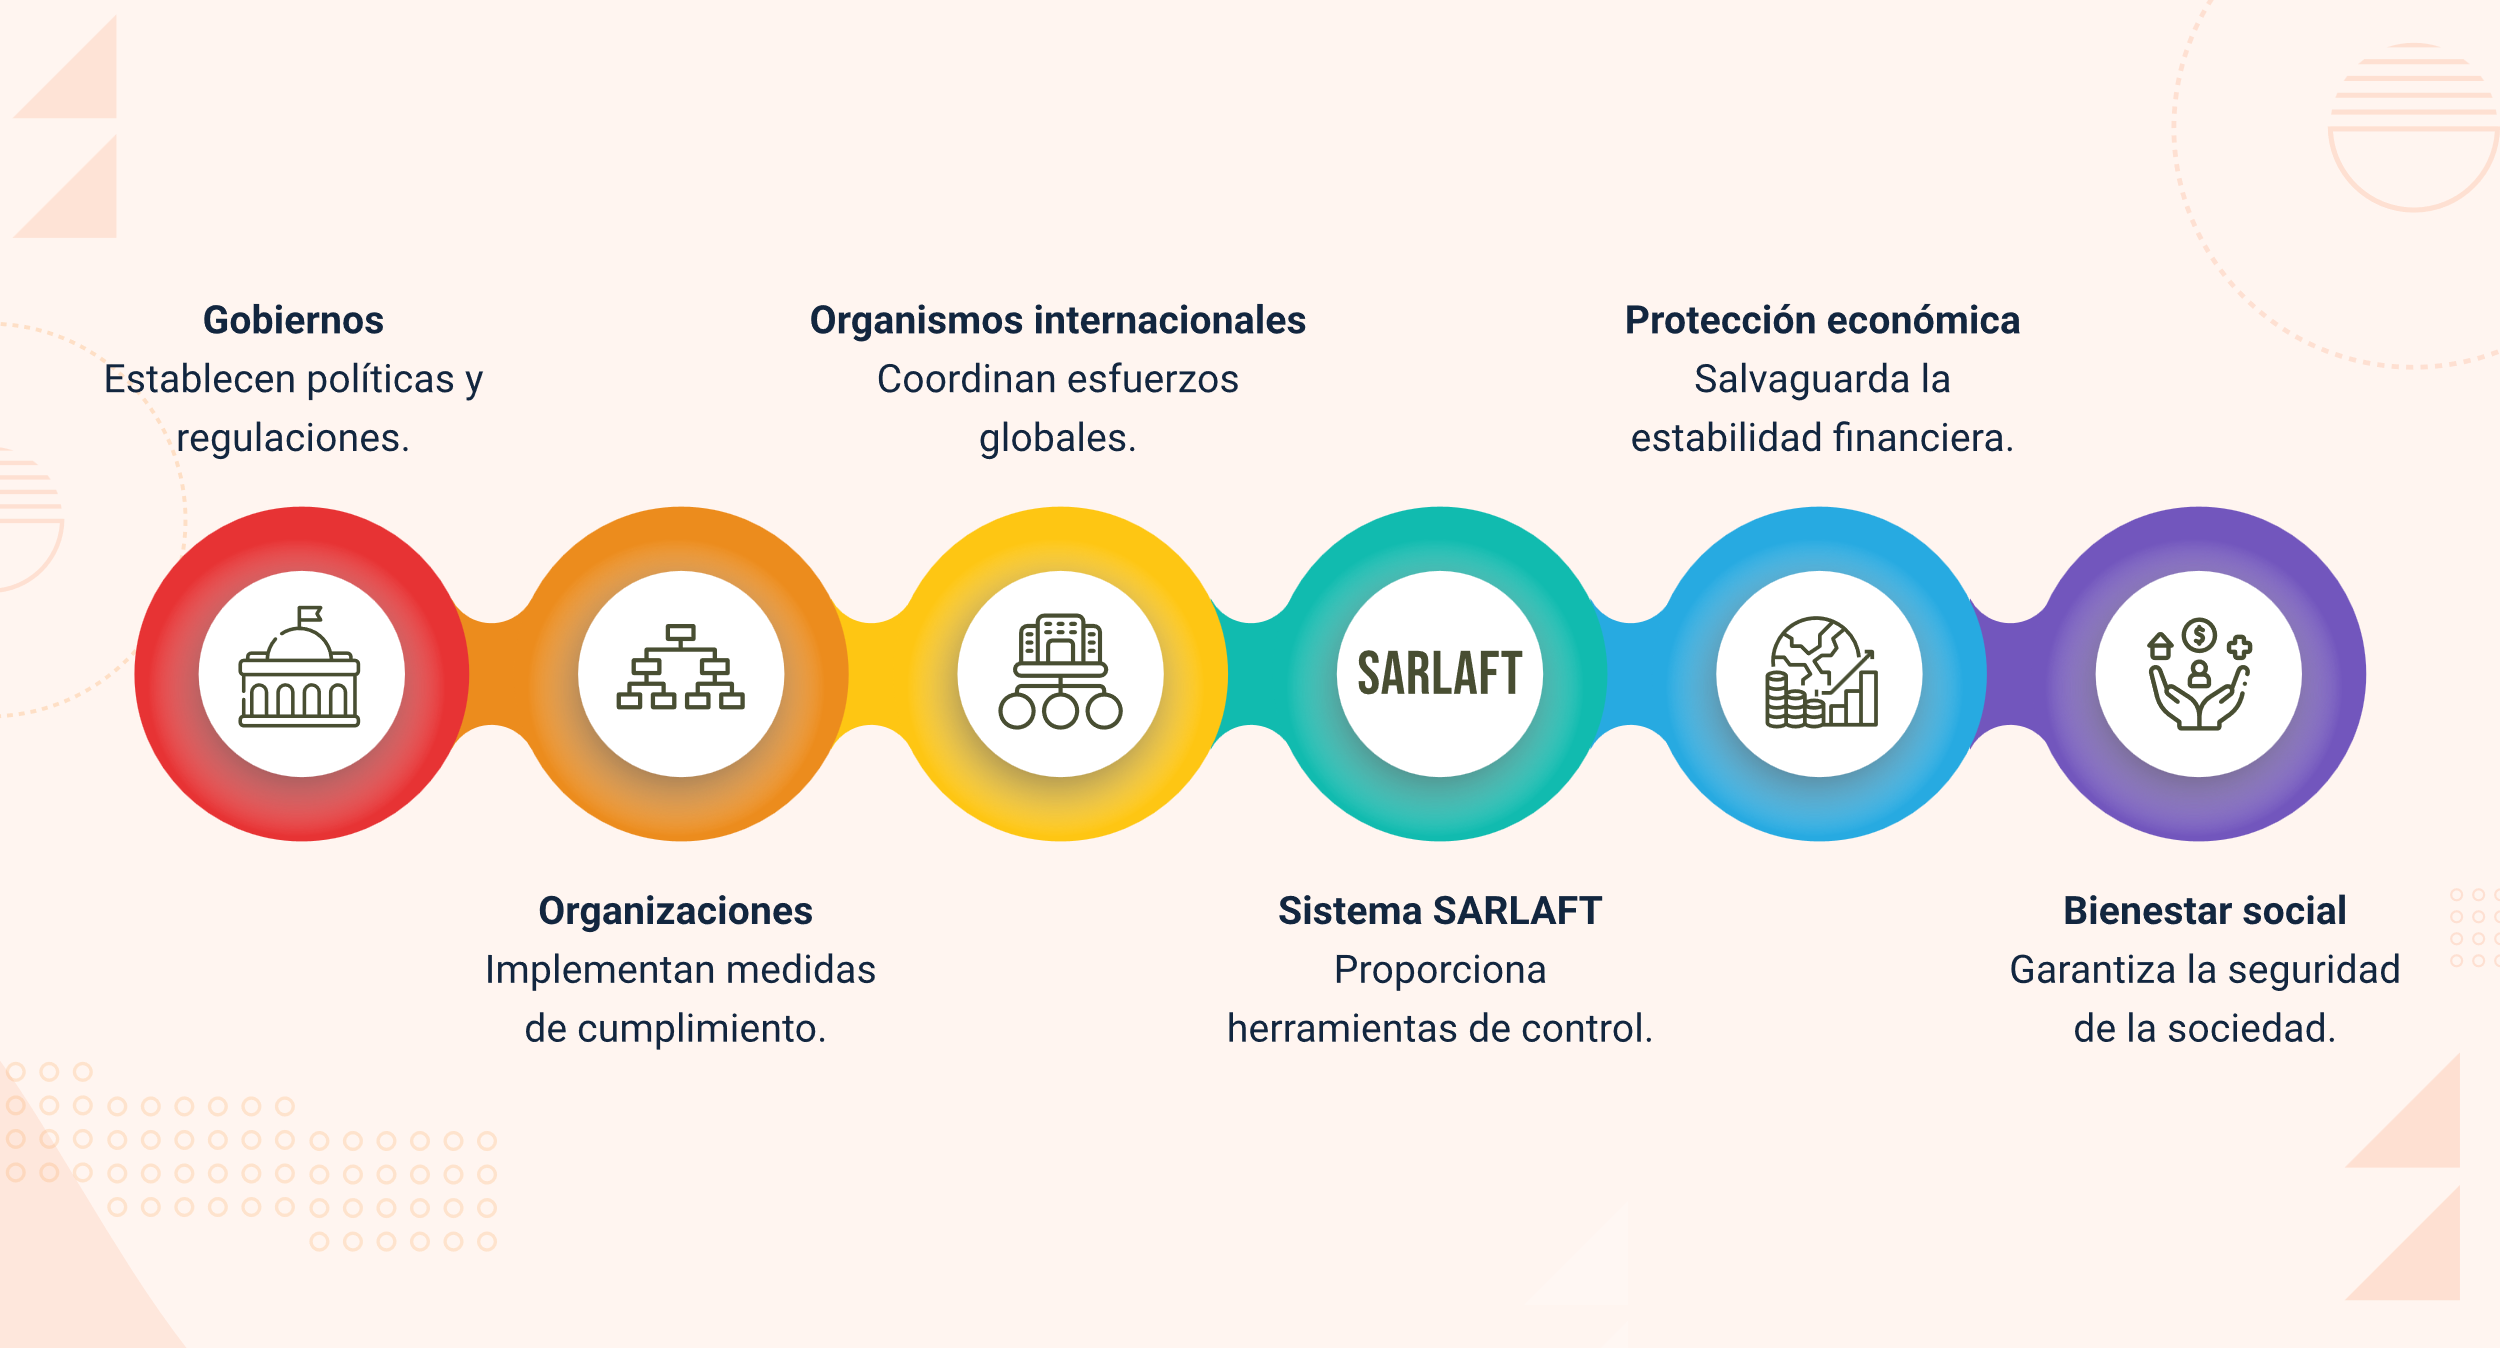 Gobiernos
Establecen políticas y
regulaciones.
Organizaciones
Implementan medidas
de cumplimiento.
Organismos internacionales
Coordinan esfuerzos
globales.
SARLAFT
Sistema SARLAFT
Proporciona
herramientas de control.
Protección económica
Salvaguarda la
estabilidad financiera.
$
Bienestar social
Garantiza la seguridad
de la sociedad.